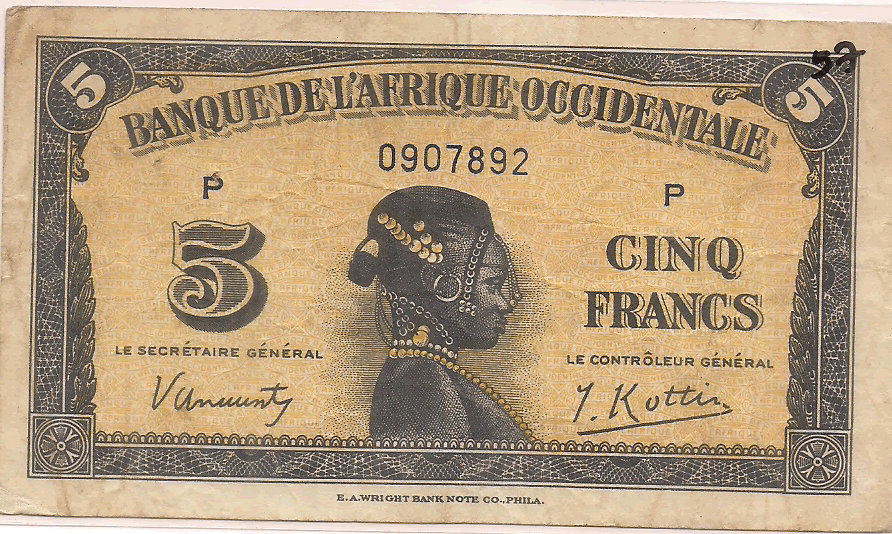 5 5
BANQUE DE L'AFRIQUE OCCIDENTALE
0907892
P P
5
CINQ
FRANCS
LE SECRÉTAIRE GÉNÉRAL
LE CONTRÔLEUR GÉNÉRAL
E.A.WRIGHT BANK NOTE CO.,PHILA.